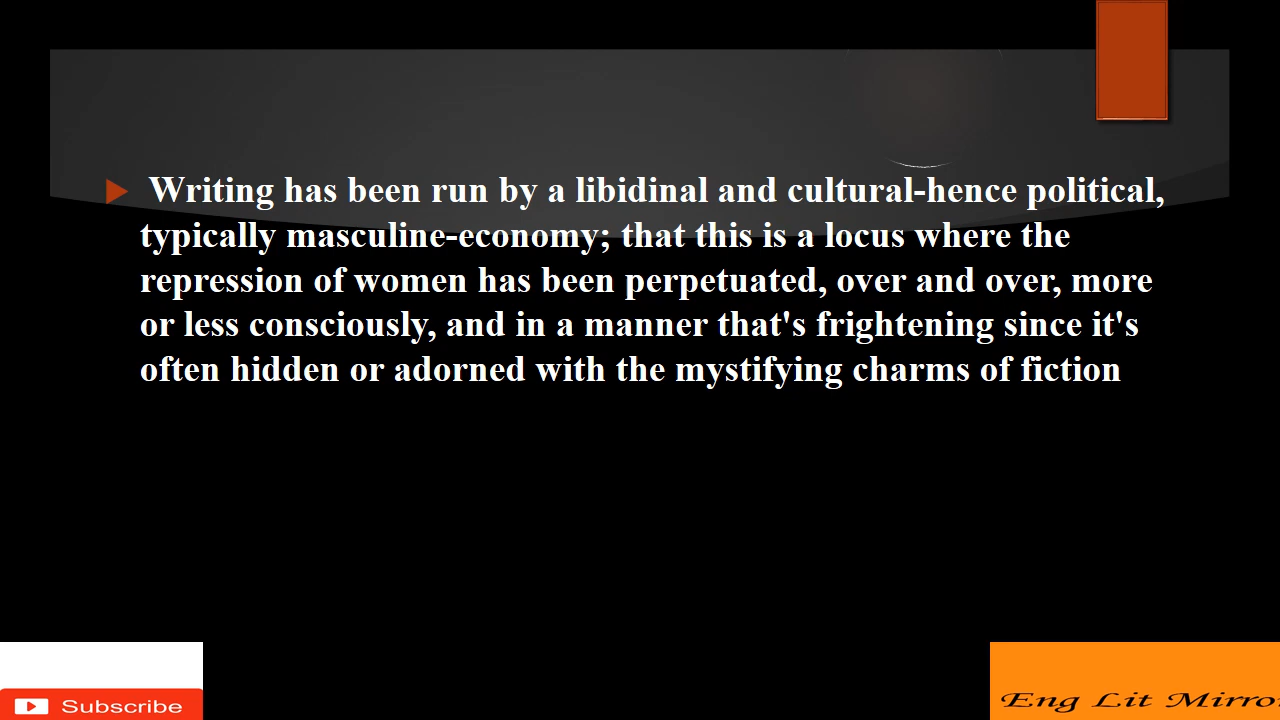 Writing has been run by a libidinal and cultural-hence political,
typically masculine-economy; that this is a locus where the
repression of women has been perpetuated, over and over, more
or less consciously, and in a manner that's frightening since it's
often hidden or adorned with the mystifying charms of fiction
Subscribe
Eng Lit Mirro